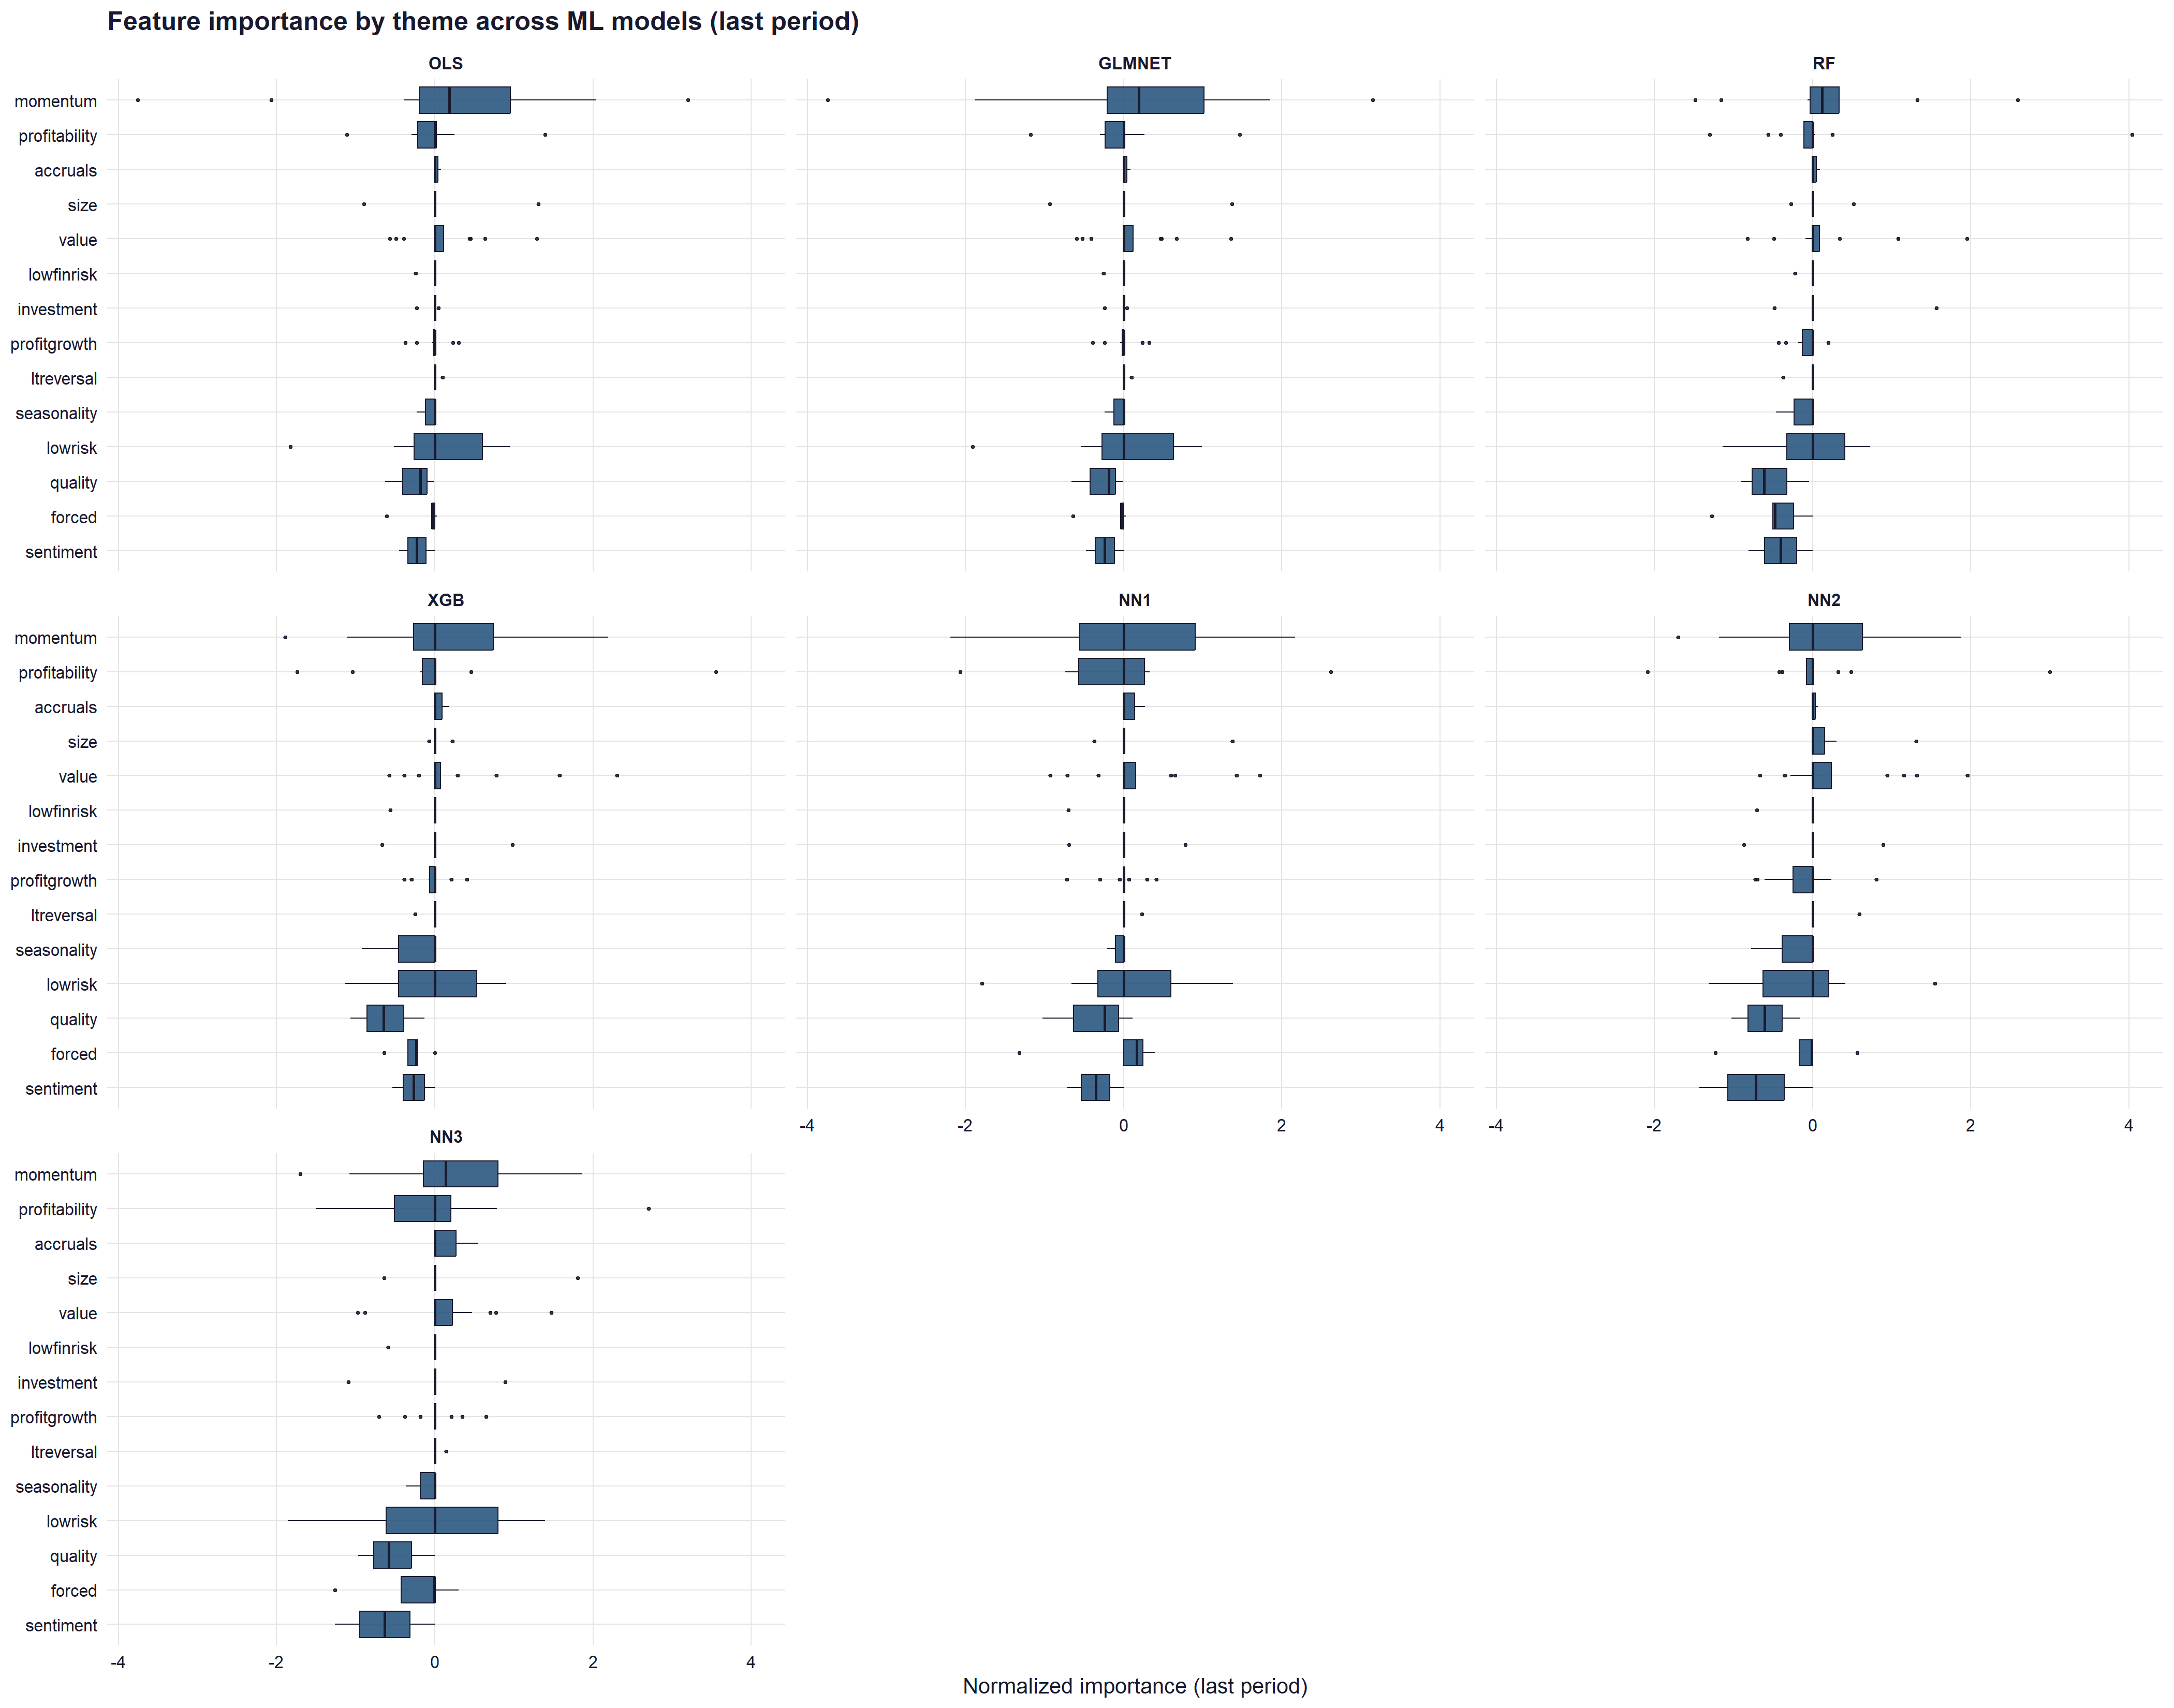 Feature importance by theme across ML models (last period)
OLS GLMNET RF
momentum
profitability
accruals
size
value
lowfinrisk
investment
profitgrowth
ltreversal
seasonality
lowrisk
quality
forced
sentiment
XGB NN1 NN2
momentum
profitability
accruals
size
value
lowfinrisk
investment
profitgrowth
ltreversal
seasonality
lowrisk
quality
forced
sentiment
-4 -2 0 2 4 -4 -2 0 2 4
NN3
momentum
profitability
accruals
size
value
lowfinrisk
investment
profitgrowth
ltreversal
seasonality
lowrisk
quality
forced
sentiment
-4 -2 0 2 4
Normalized importance (last period)